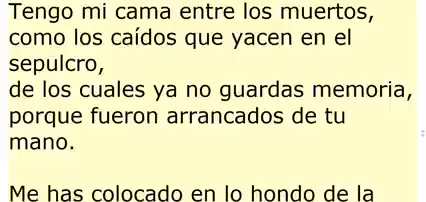 Tengo mi cama entre los muertos,
como los caídos que yacen en el
sepulcro,
de los cuales ya no guardas memoria,
porque fueron arrancados de tu
mano.
Me has colocado en lo hondo de la